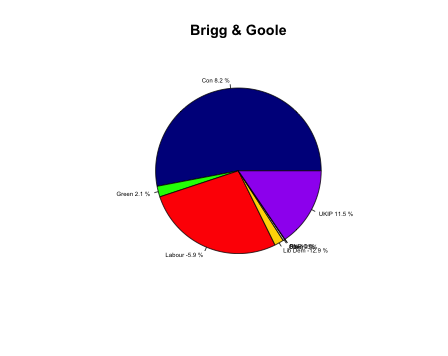 Brigg & Goole
Con 8.2 %
Green 2.1 %
UKIP 11.5 %
Labour -5.9 %
Lib Dem -12.9 %